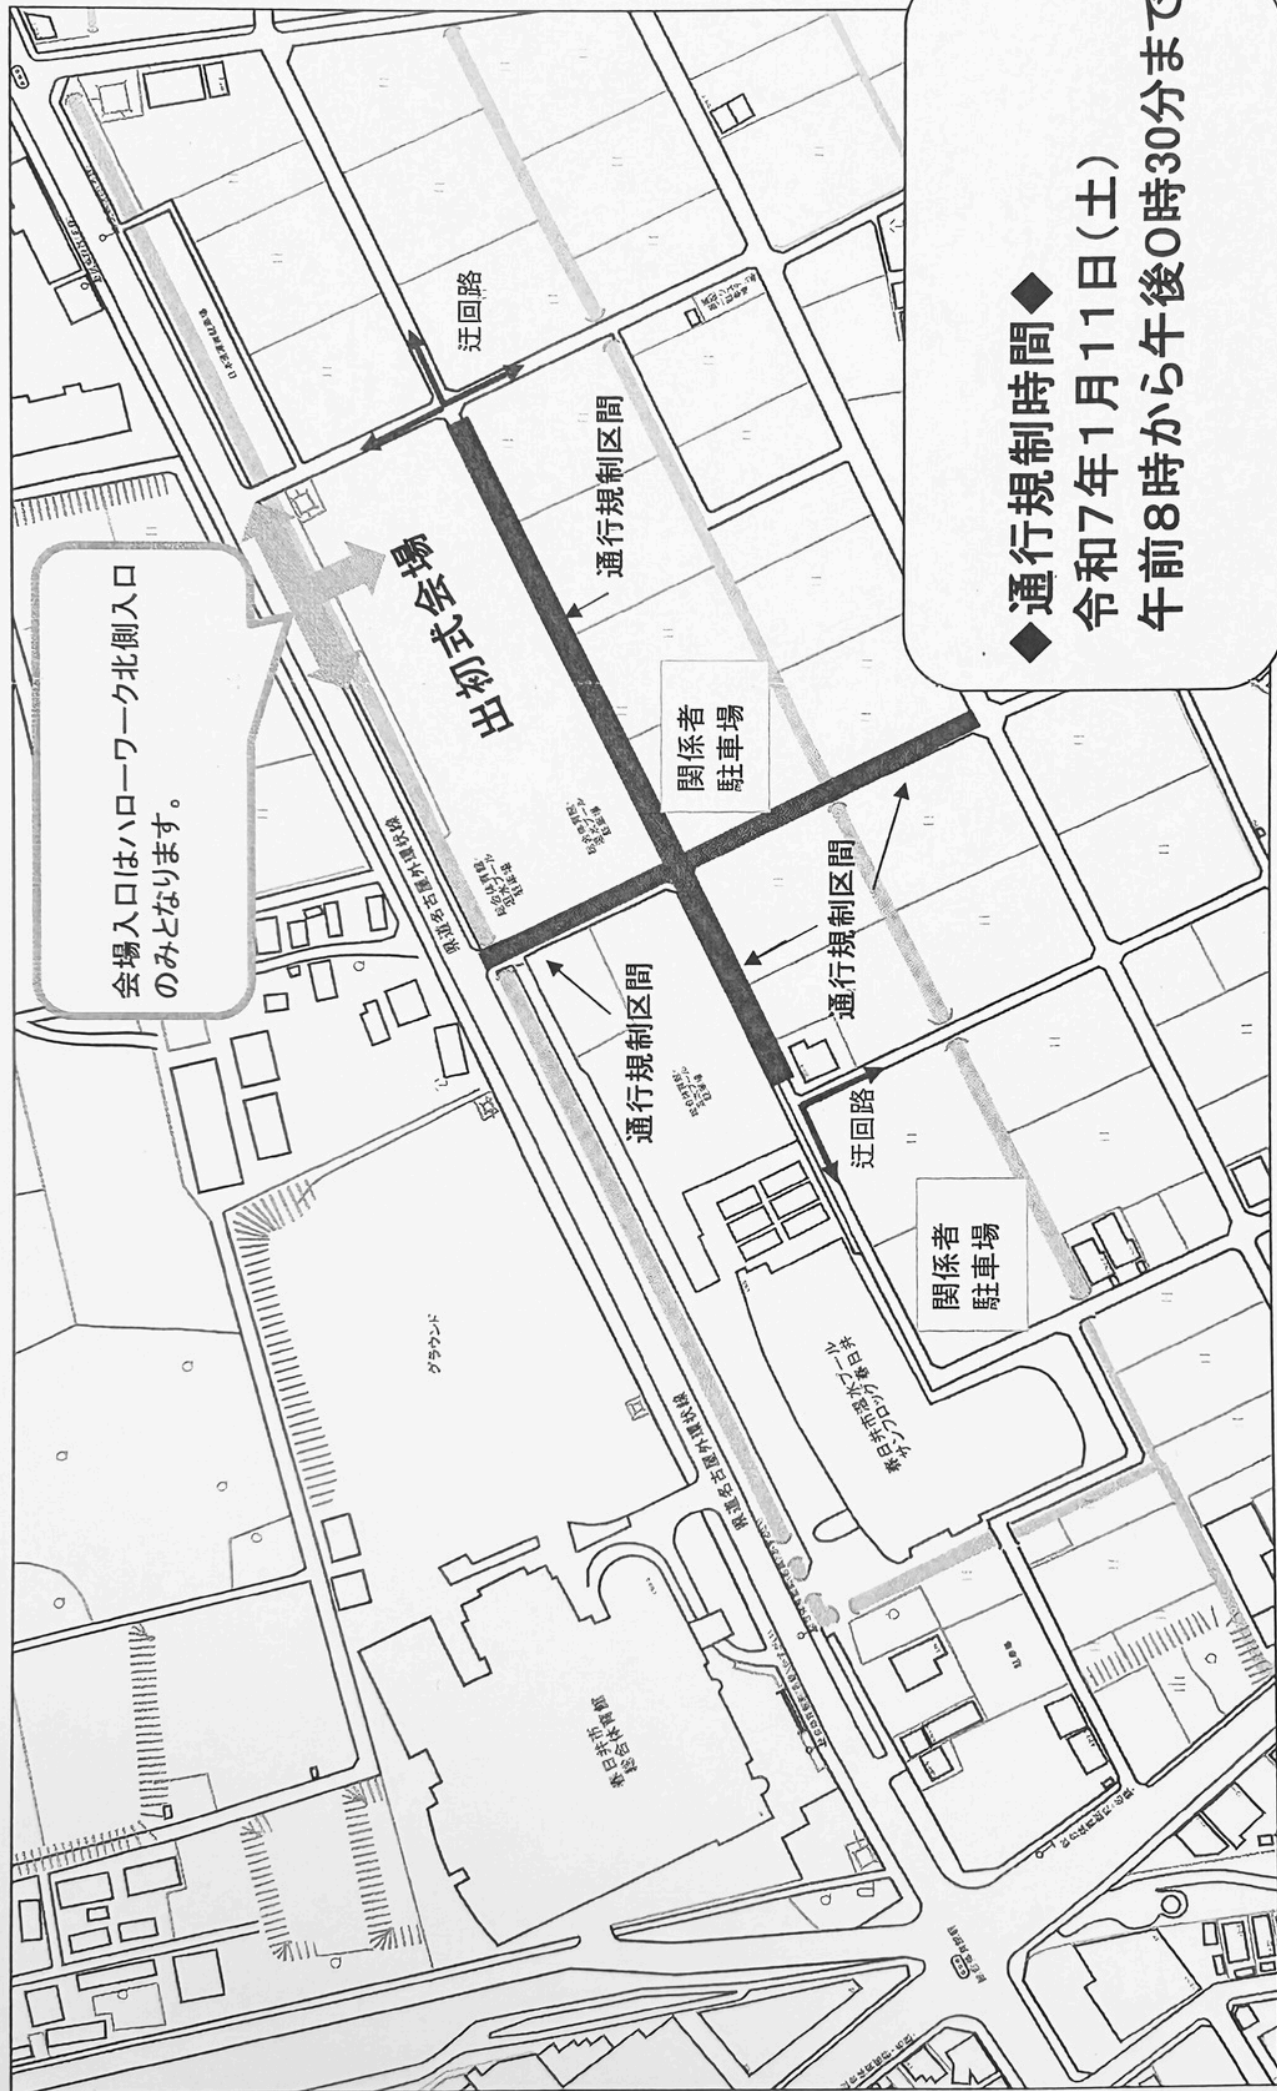 会場入口はハローワーク北側入口
のみとなります。
出初式会場
迂回路
通行規制区間
関係者
駐車場
通行規制区間
通行規制区間
迂回路
関係者
駐車場
県道名古屋外環状線
県道名古屋外環状線
グラウンド
春日井市
総合体育館
春日井市温水プール
サンフロッグ春日井
駐車場
◆通行規制時間◆
令和7年1月11日(土)
午前8時から午後0時30分まで